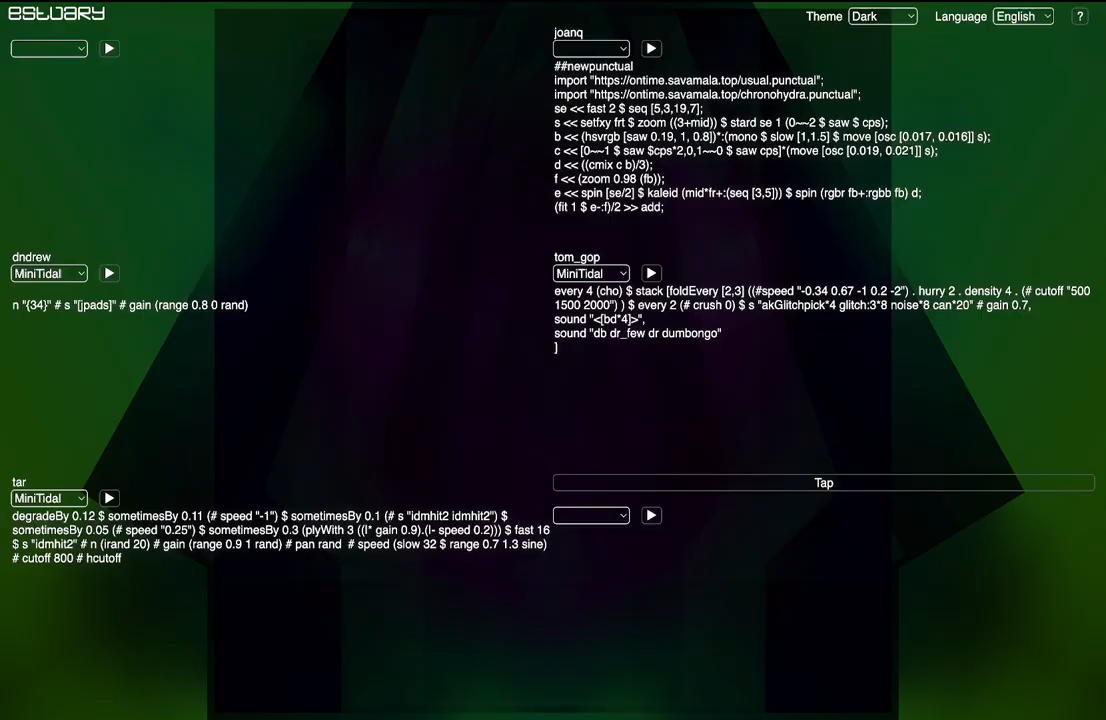 estuary
Theme Dark Language English ?
joanq
##newpunctual
import "https://ontime.savamala.top/usual.punctual";
import "https://ontime.savamala.top/chronohydra.punctual";
se << fast 2 $ seq [5,3,19,7];
s << setfxy frt $ zoom ((3+mid)) $ stard se 1 (0~~2 $ saw $ cps);
b << (hsvrgb [saw 0.19, 1, 0.8])*:(mono $ slow [1,1.5] $ move [osc [0.017, 0.016]] s);
c << [0~~1 $ saw $cps*2,0,1~~0 $ saw cps]*(move [osc [0.019, 0.021]] s);
d << ((cmix c b)/3);
f << (zoom 0.98 (fb));
e << spin [se/2] $ kaleid (mid*fr+:(seq [3,5])) $ spin (rgbr fb+:rgbb fb) d;
(fit 1 $ e-:f)/2 >> add;
dndrew
MiniTidal
n "{34}" # s "[jpads]" # gain (range 0.8 0 rand)
tom_gop
MiniTidal
every 4 (cho) $ stack [foldEvery [2,3] ((#speed "-0.34 0.67 -1 0.2 -2") . hurry 2 . density 4 . (# cutoff "500
1500 2000") ) $ every 2 (# crush 0) $ s "akGlitchpick*4 glitch:3*8 noise*8 can*20" # gain 0.7,
sound "<[bd*4]>",
sound "db dr_few dr dumbongo"
]
tar
MiniTidal
degradeBy 0.12 $ sometimesBy 0.11 (# speed "-1") $ sometimesBy 0.1 (# s "idmhit2 idmhit2") $
sometimesBy 0.05 (# speed "0.25") $ sometimesBy 0.3 (plyWith 3 ((|* gain 0.9).(|- speed 0.2))) $ fast 16
$ s "idmhit2" # n (irand 20) # gain (range 0.9 1 rand) # pan rand # speed (slow 32 $ range 0.7 1.3 sine)
# cutoff 800 # hcutoff
Tap